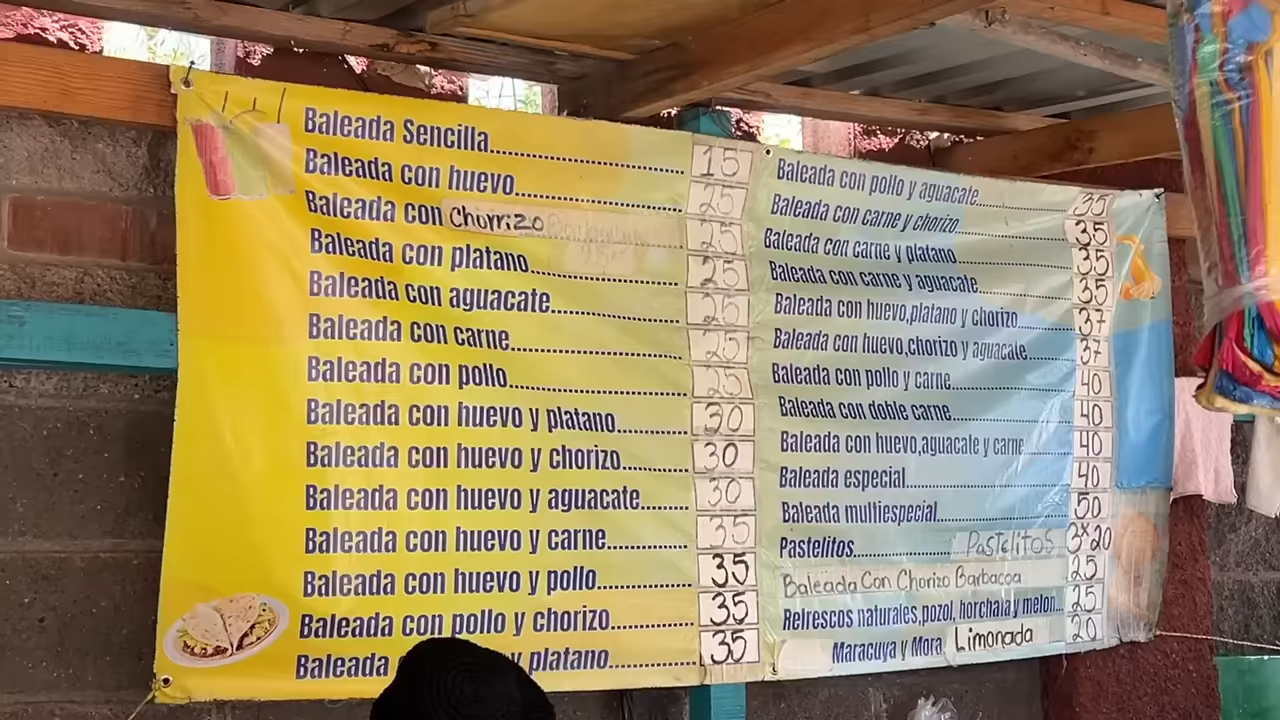 Baleada Sencilla 15
Baleada con huevo 25
Baleada con Chorrizo 25
Baleada con platano 25
Baleada con aguacate 25
Baleada con carne 25
Baleada con pollo 25
Baleada con huevo y platano 30
Baleada con huevo y chorizo 30
Baleada con huevo y aguacate 30
Baleada con huevo y carne 35
Baleada con huevo y pollo 35
Baleada con pollo y chorizo 35
Baleada y platano 35
Baleada con pollo y aguacate 35
Baleada con carne y chorizo 35
Baleada con carne y platano 35
Baleada con carne y aguacate 35
Baleada con huevo,platano y chorizo 37
Baleada con huevo,chorizo y aguacate 37
Baleada con pollo y carne 40
Baleada con doble carne 40
Baleada con huevo,aguacate y carne 40
Baleada especial 40
Baleada multiespecial 50
Pastelitos Pastelitos 3x20
Baleada Con Chorizo Barbacoa 25
Refrescos naturales,pozol, horchata y melon 25
Maracuya y Mora Limonada 20